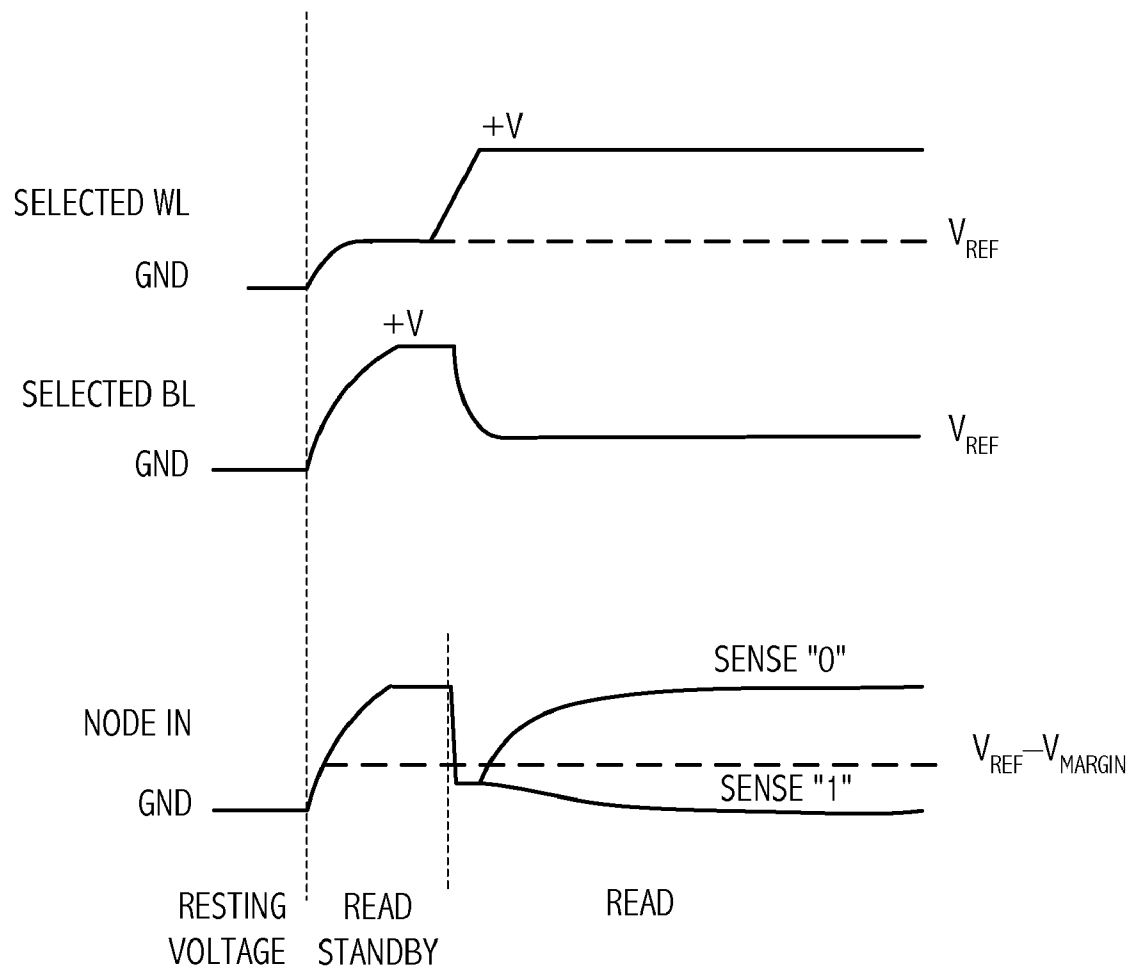 +V
SELECTED WL
V_REF
GND
+V
SELECTED BL
V_REF
GND
SENSE "0"
NODE IN
V_REF–V_MARGIN
SENSE "1"
GND
RESTING VOLTAGE
READ STANDBY
READ